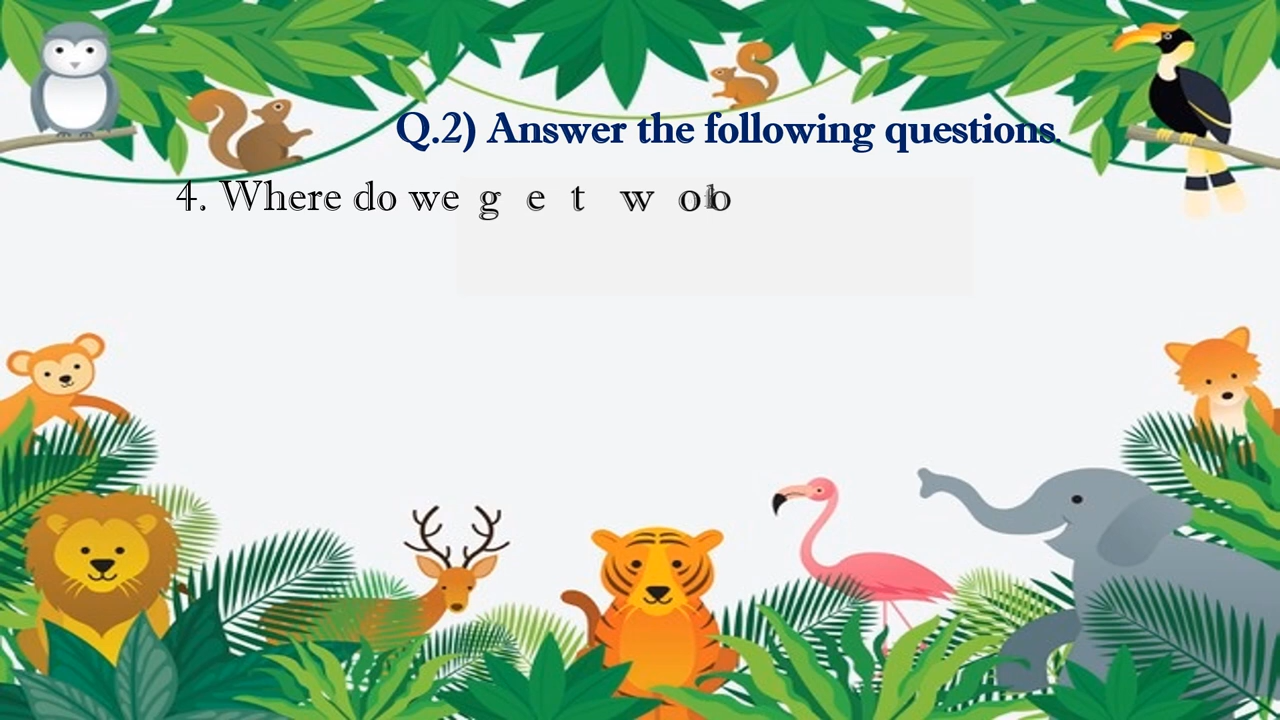 Q.2) Answer the following questions.
4. Where do we g e t